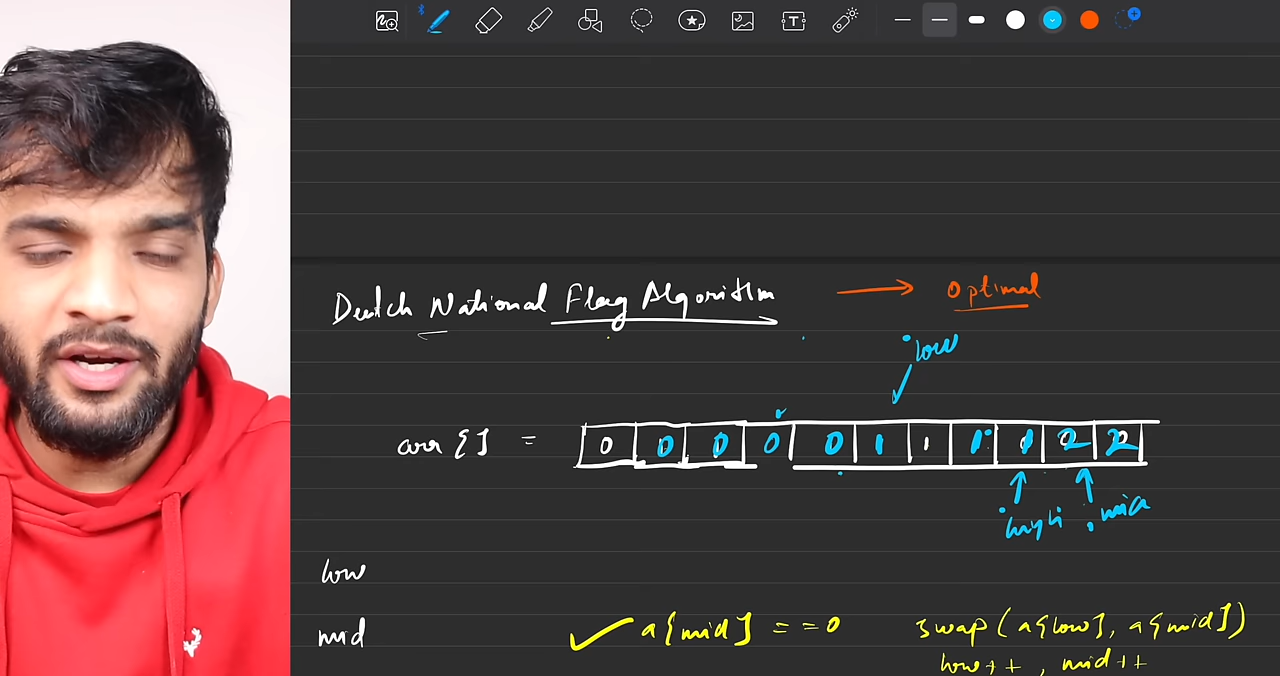 Dutch National Flag Algorithm → Optimal
low
arr[] = 0 0 0 0 0 1 1 1 1 2 2
high mid
low
mid a[mid] == 0 swap(a[low], a[mid])
low++, mid++